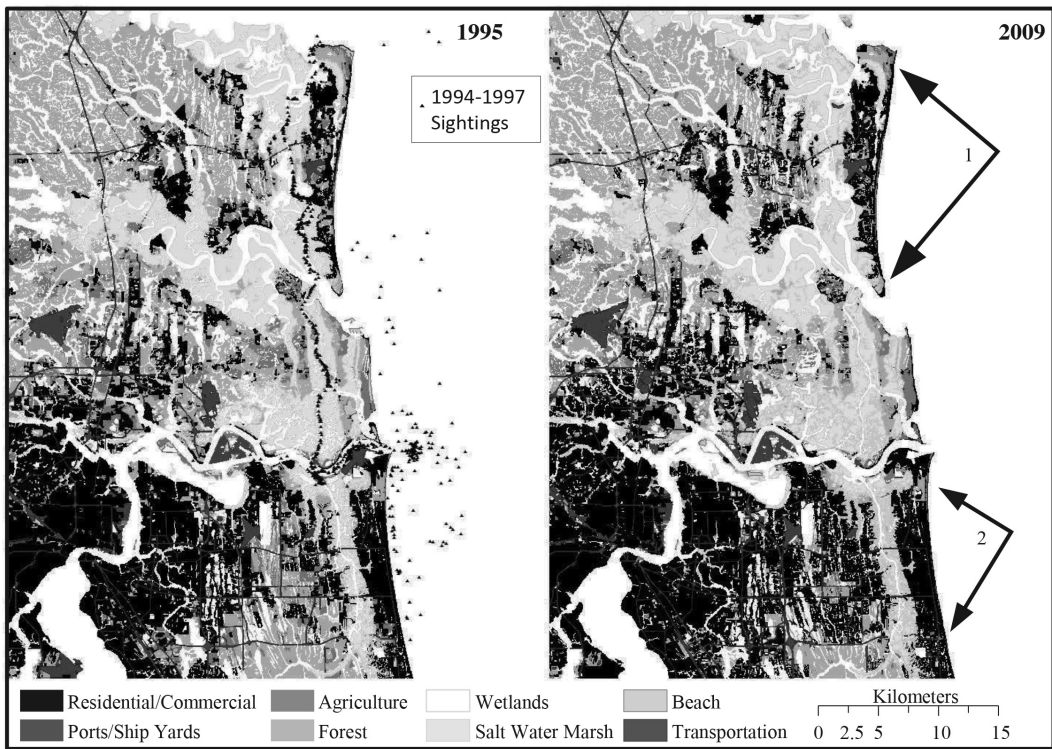 1995
1994-1997
Sightings
2009
1
2
Residential/Commercial
Agriculture
Wetlands
Beach
Kilometers
Ports/Ship Yards
Forest
Salt Water Marsh
Transportation
0 2.5 5 10 15